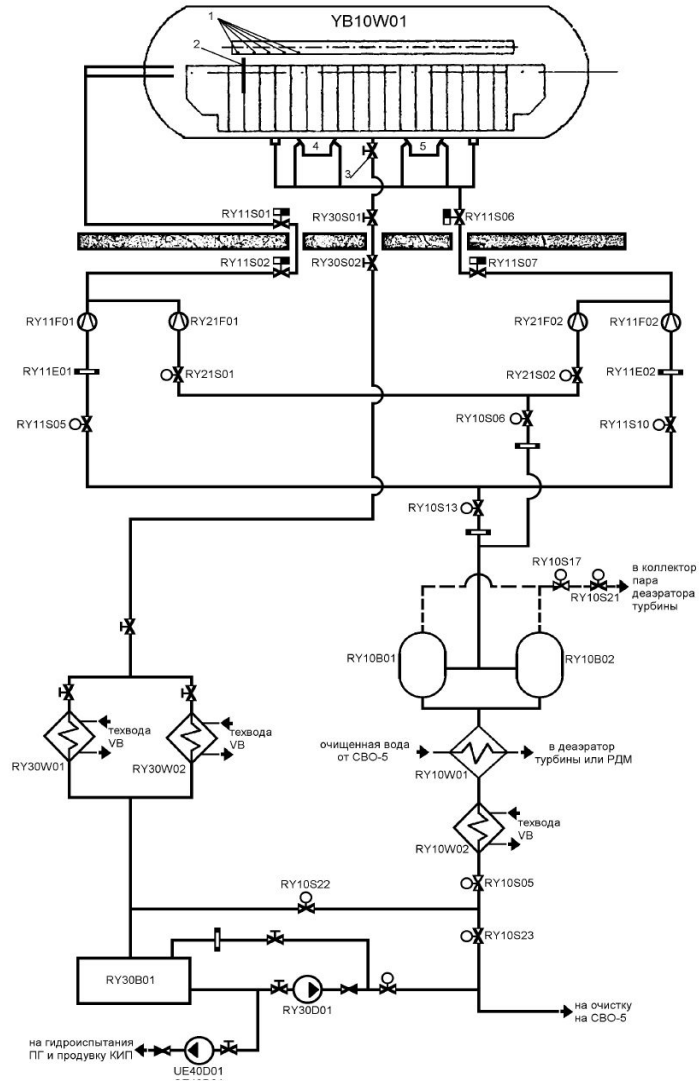 1
YB10W01
2
4
5
3
RY11S01
RY30S01
RY11S06
RY11S02
RY30S02
RY11S07
RY11F01
RY21F01
RY21F02
RY11F02
RY11E01
RY21S01
RY21S02
RY11E02
RY11S05
RY10S06
RY11S10
RY10S13
RY10S17
RY10S21
в коллектор
пара
деаэратора
турбины
RY10B01
RY10B02
техвода
VB
техвода
VB
RY30W01
RY30W02
очищенная вода
от СВО-5
в деаэратор
турбины или РДМ
RY10W01
техвода
VB
RY10W02
RY10S22
RY10S05
RY10S23
RY30B01
RY30D01
на очистку
на СВО-5
на гидроиспытания
ПГ и продувку КИП
UE40D01